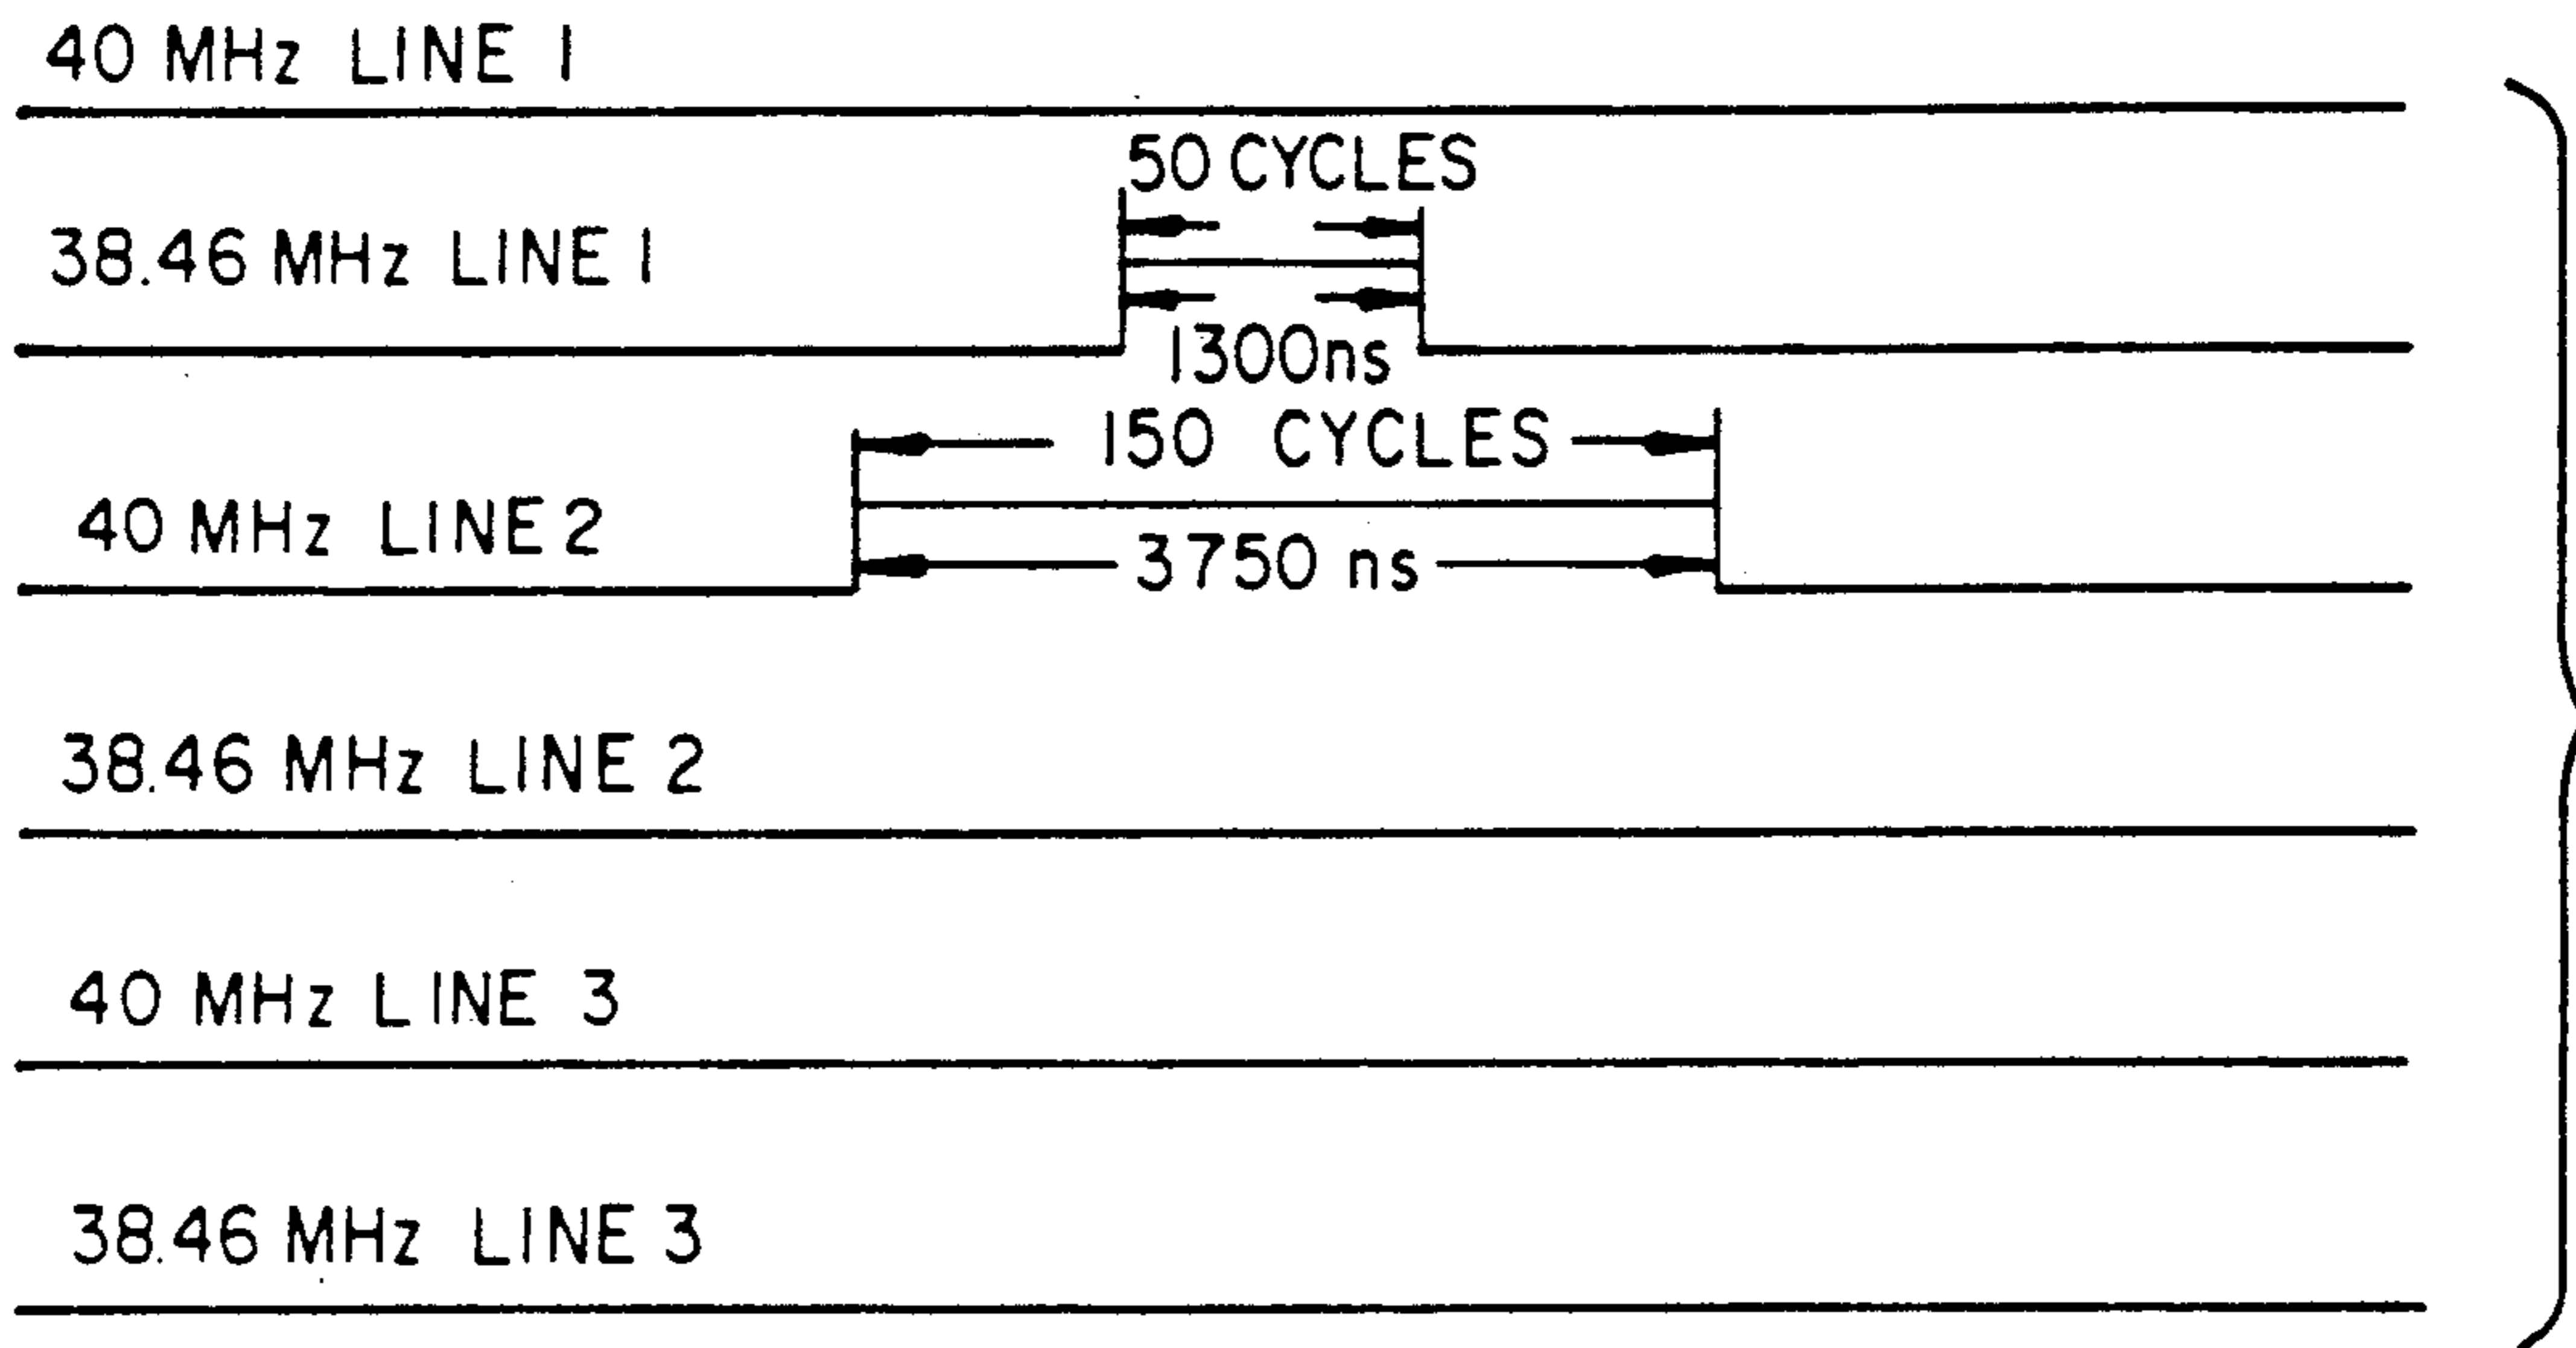 40 MHz LINE 1
50 CYCLES
38.46 MHz LINE 1
1300ns
150 CYCLES
40 MHz LINE 2
3750 ns
38.46 MHz LINE 2
40 MHz LINE 3
38.46 MHz LINE 3